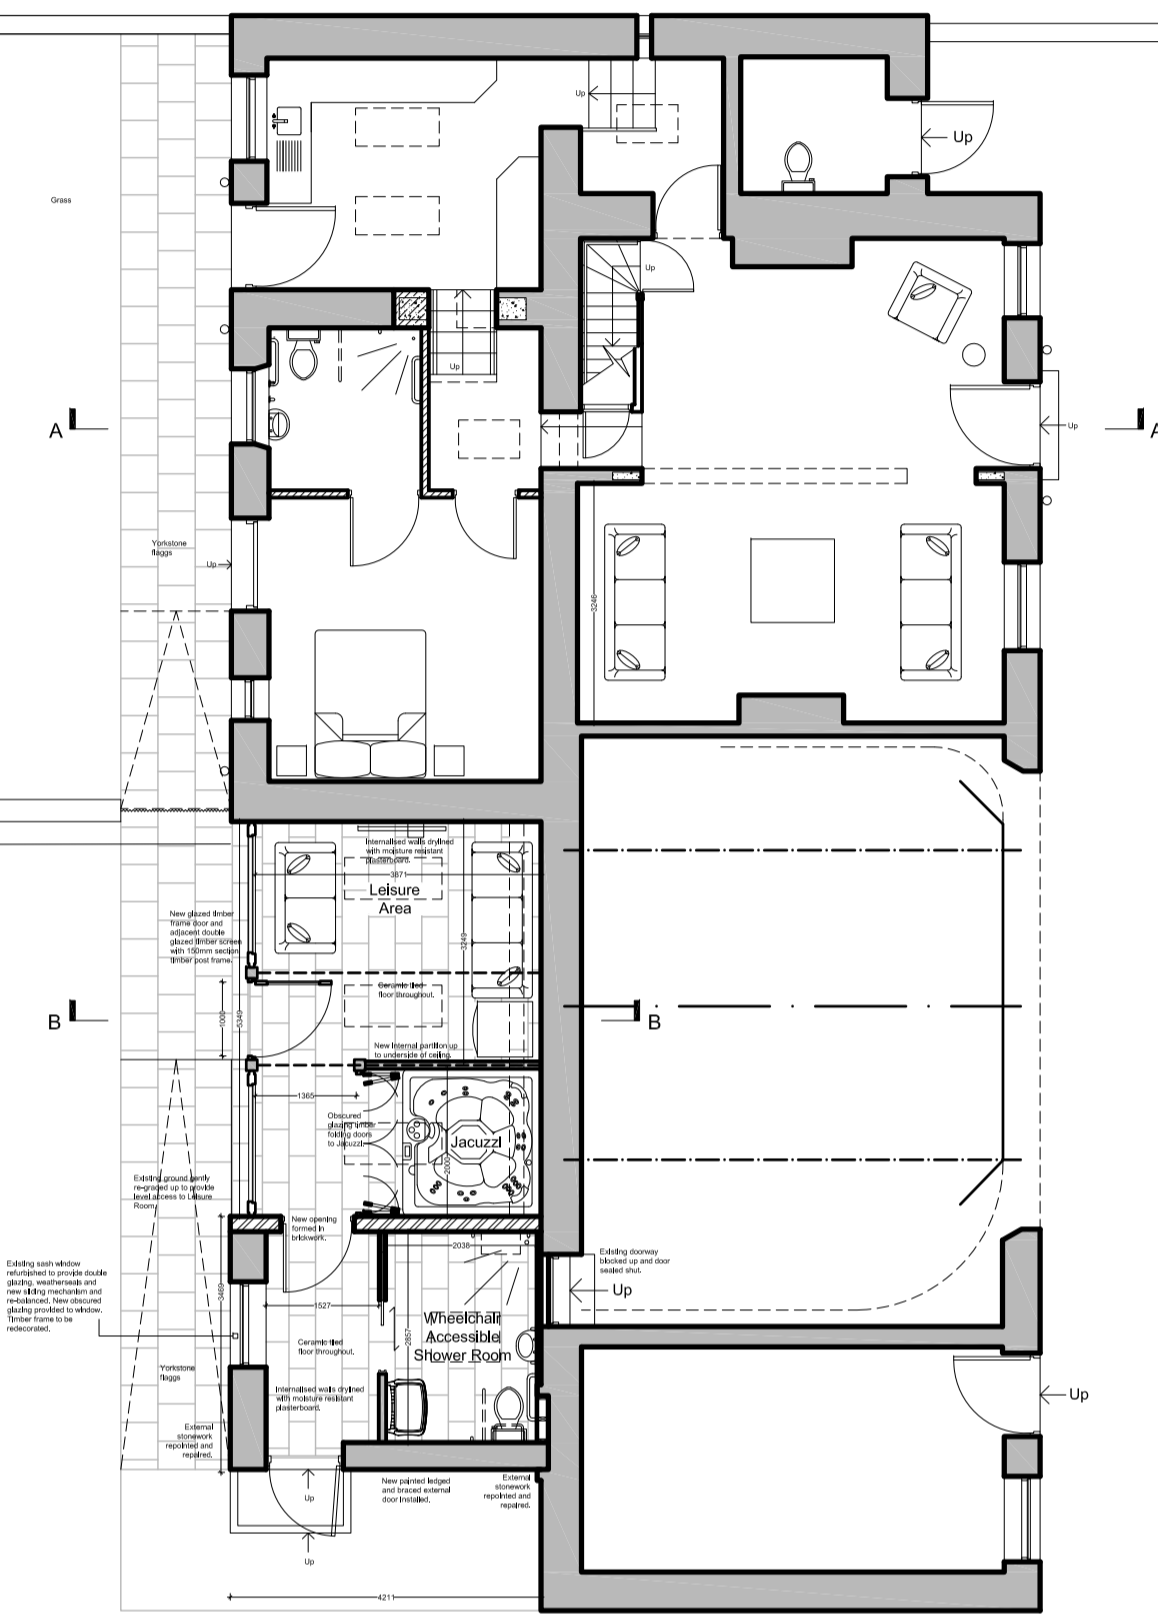 Up
Up
Grass
Up
Up
A
A
Up
Yorkstone
flaggs
Up
3246
Internalised walls drylined
with moisture resistant
plasterboard.
3871
Leisure
Area
New glazed timber
frame door and
adjacent double
glazed timber screen
with 150mm section
timber post frame.
3249
Ceramic tiled
floor throughout.
B
B
1000
5349
New internal partition up
to underside of ceiling.
1365
Obscured
glazing timber
folding doors
to Jacuzzi.
Jacuzzi
2000
Existing ground gently
re-graded up to provide
level access to Leisure
Room.
New opening
formed in
brickwork.
2038
Existing doorway
blocked up and door
sealed shut.
Existing sash window
refurbished to provide double
glazing, weatherseals and
new sliding mechanism and
re-balanced. New obscured
glazing provided to window.
Timber frame to be
redecorated.
3469
Up
1527
2857
Wheelchair
Accessible
Shower Room
Ceramic tiled
floor throughout.
Yorkstone
flaggs
Internalised walls drylined
with moisture resistant
plasterboard.
Up
External
stonework
repointed and
repaired.
New painted ledged
and braced external
door installed.
External
stonework
repointed and
repaired.
Up
Up
4211